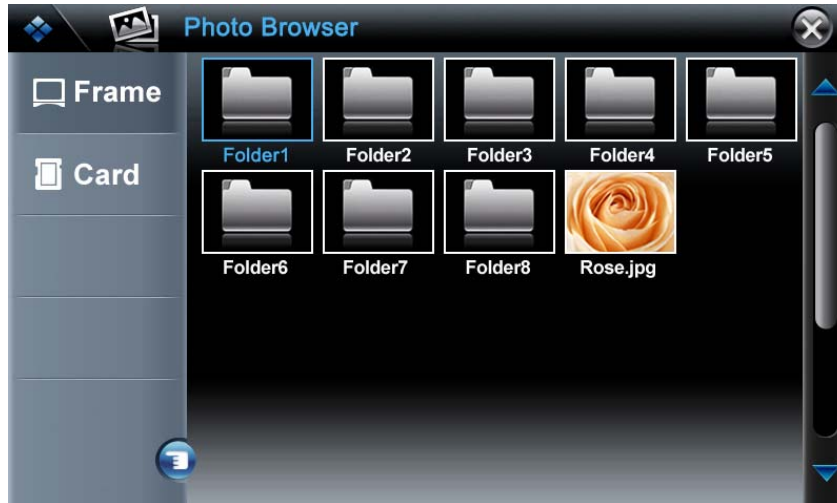 Photo Browser
Frame
Card
Folder1
Folder2
Folder3
Folder4
Folder5
Folder6
Folder7
Folder8
Rose.jpg